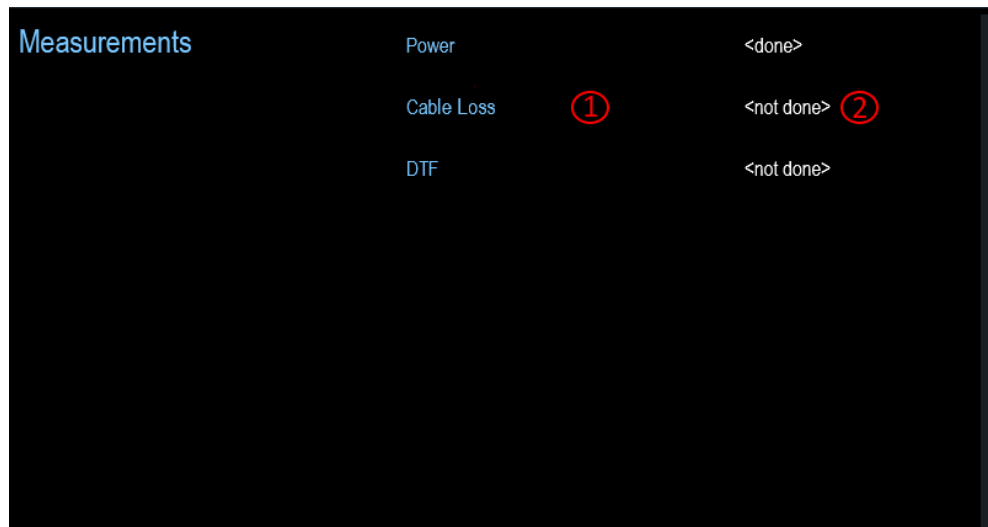 Measurements Power <done>
Cable Loss ① <not done> ②
DTF <not done>